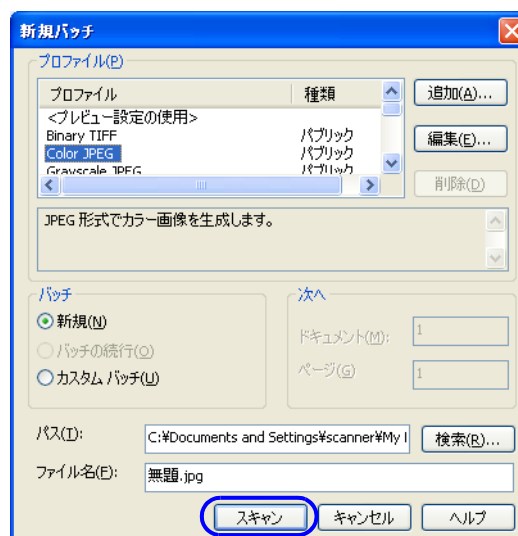 新規バッチ
プロファイル(P)
プロファイル 種類
<プレビュー設定の使用>
Binary TIFF パブリック
Color JPEG パブリック
Grayscale JPEG パブリック
追加(A)...
編集(E)...
削除(D)
JPEG 形式でカラー画像を生成します。
バッチ
新規(N)
バッチの続行(O)
カスタム バッチ(U)
次へ
ドキュメント(M): 1
ページ(G) 1
パス(T): C:¥Documents and Settings¥scanner¥My 検索(R)...
ファイル名(F): 無題.jpg
スキャン キャンセル ヘルプ